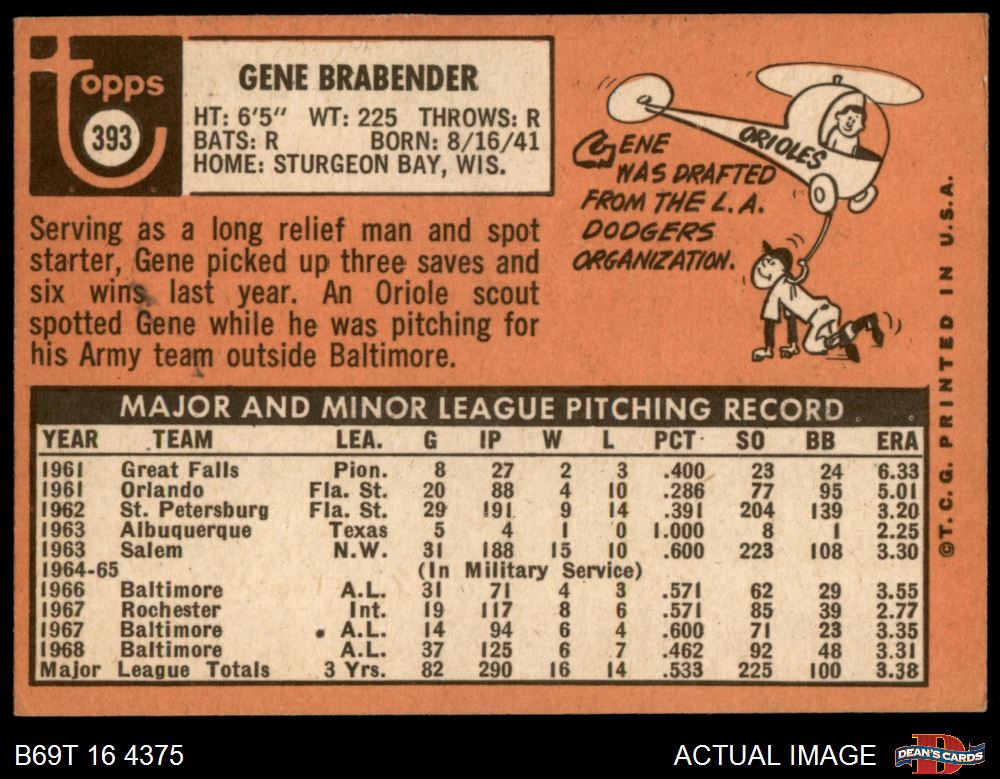 topps
393
GENE BRABENDER
HT: 6'5" WT: 225 THROWS: R
BATS: R BORN: 8/16/41
HOME: STURGEON BAY, WIS.
Serving as a long relief man and spot
starter, Gene picked up three saves and
six wins last year. An Oriole scout
spotted Gene while he was pitching for
his Army team outside Baltimore.
ORIOLES
GENE
WAS DRAFTED
FROM THE L.A.
DODGERS
ORGANIZATION.
MAJOR AND MINOR LEAGUE PITCHING RECORD
YEAR TEAM LEA. G IP W L PCT. SO BB ERA
1961 Great Falls Pion. 8 27 2 3 .400 23 24 6.33
1961 Orlando Fla. St. 20 88 4 10 .286 77 95 5.01
1962 St. Petersburg Fla. St. 29 191 9 14 .391 204 139 3.20
1963 Albuquerque Texas 5 4 1 0 1.000 8 1 2.25
1963 Salem N.W. 31 188 15 10 .600 223 108 3.30
1964-65 (In Military Service)
1966 Baltimore A.L. 31 71 4 3 .571 62 29 3.55
1967 Rochester Int. 19 117 8 6 .571 85 39 2.77
1967 Baltimore A.L. 14 94 6 4 .600 71 23 3.35
1968 Baltimore A.L. 37 125 6 7 .462 92 48 3.31
Major League Totals 3 Yrs. 82 290 16 14 .533 225 100 3.38
©T.C.G. PRINTED IN U.S.A.
B69T 16 4375
ACTUAL IMAGE
DEAN'S CARDS